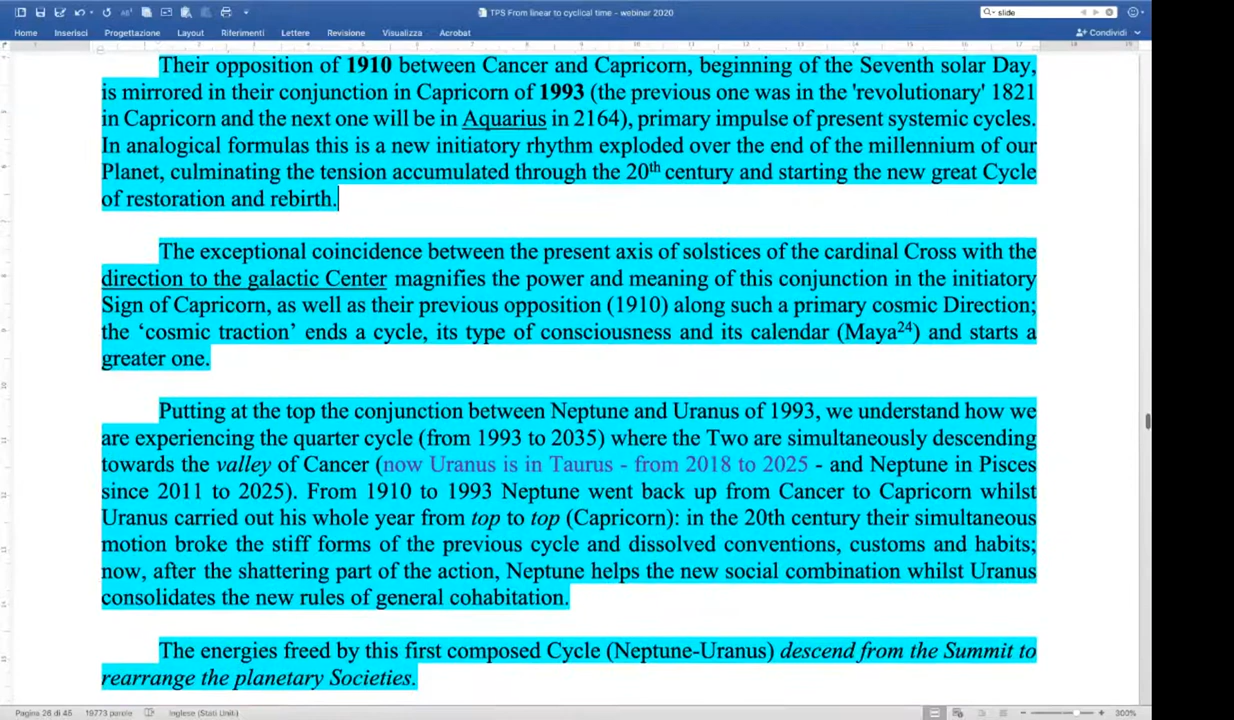 TPS From linear to cyclical time - webinar 2020
slide
Home Inserisci Progettazione Layout Riferimenti Lettere Revisione Visualizza Acrobat
Condividi
Their opposition of 1910 between Cancer and Capricorn, beginning of the Seventh solar Day,
is mirrored in their conjunction in Capricorn of 1993 (the previous one was in the 'revolutionary' 1821
in Capricorn and the next one will be in Aquarius in 2164), primary impulse of present systemic cycles.
In analogical formulas this is a new initiatory rhythm exploded over the end of the millennium of our
Planet, culminating the tension accumulated through the 20th century and starting the new great Cycle
of restoration and rebirth.
The exceptional coincidence between the present axis of solstices of the cardinal Cross with the
direction to the galactic Center magnifies the power and meaning of this conjunction in the initiatory
Sign of Capricorn, as well as their previous opposition (1910) along such a primary cosmic Direction;
the ‘cosmic traction’ ends a cycle, its type of consciousness and its calendar (Maya24) and starts a
greater one.
Putting at the top the conjunction between Neptune and Uranus of 1993, we understand how we
are experiencing the quarter cycle (from 1993 to 2035) where the Two are simultaneously descending
towards the valley of Cancer (now Uranus is in Taurus - from 2018 to 2025 - and Neptune in Pisces
since 2011 to 2025). From 1910 to 1993 Neptune went back up from Cancer to Capricorn whilst
Uranus carried out his whole year from top to top (Capricorn): in the 20th century their simultaneous
motion broke the stiff forms of the previous cycle and dissolved conventions, customs and habits;
now, after the shattering part of the action, Neptune helps the new social combination whilst Uranus
consolidates the new rules of general cohabitation.
The energies freed by this first composed Cycle (Neptune-Uranus) descend from the Summit to
rearrange the planetary Societies.
Pagina 26 di 45 19773 parole Inglese (Stati Uniti) 300%